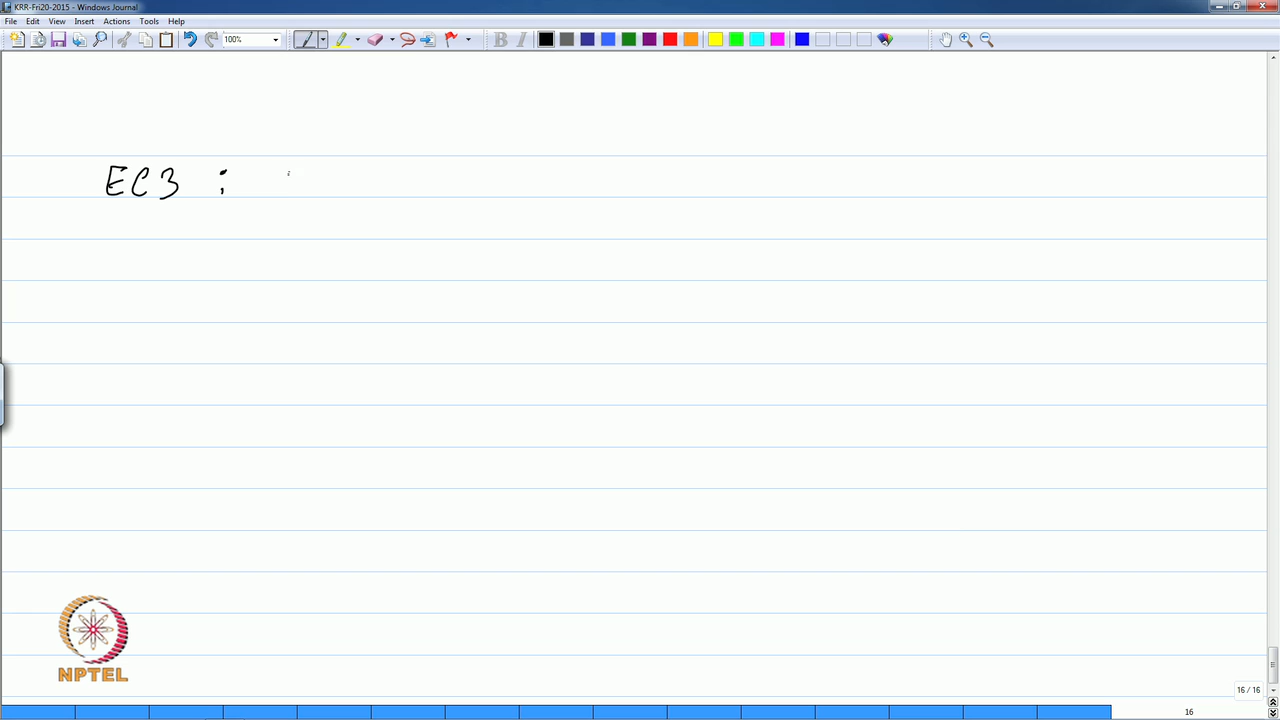 KRR-Fri20-2015 - Windows Journal
File Edit View Insert Actions Tools Help
100% B I
EC3 :
NPTEL
16 / 16
16